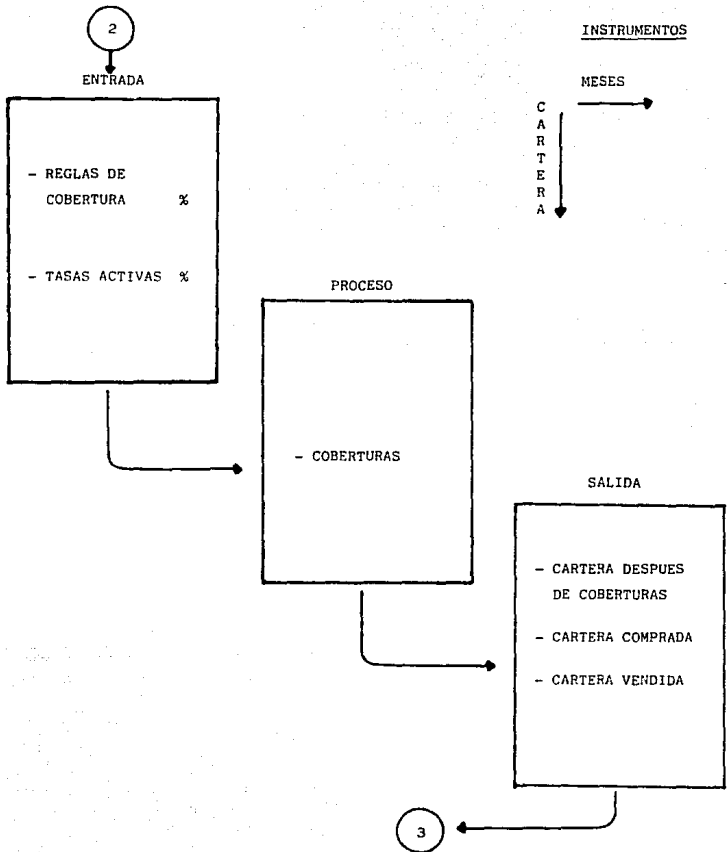 2
INSTRUMENTOS
ENTRADA
MESES
CARTERA
- REGLAS DE
COBERTURA %
- TASAS ACTIVAS %
PROCESO
- COBERTURAS
SALIDA
- CARTERA DESPUES
DE COBERTURAS
- CARTERA COMPRADA
- CARTERA VENDIDA
3